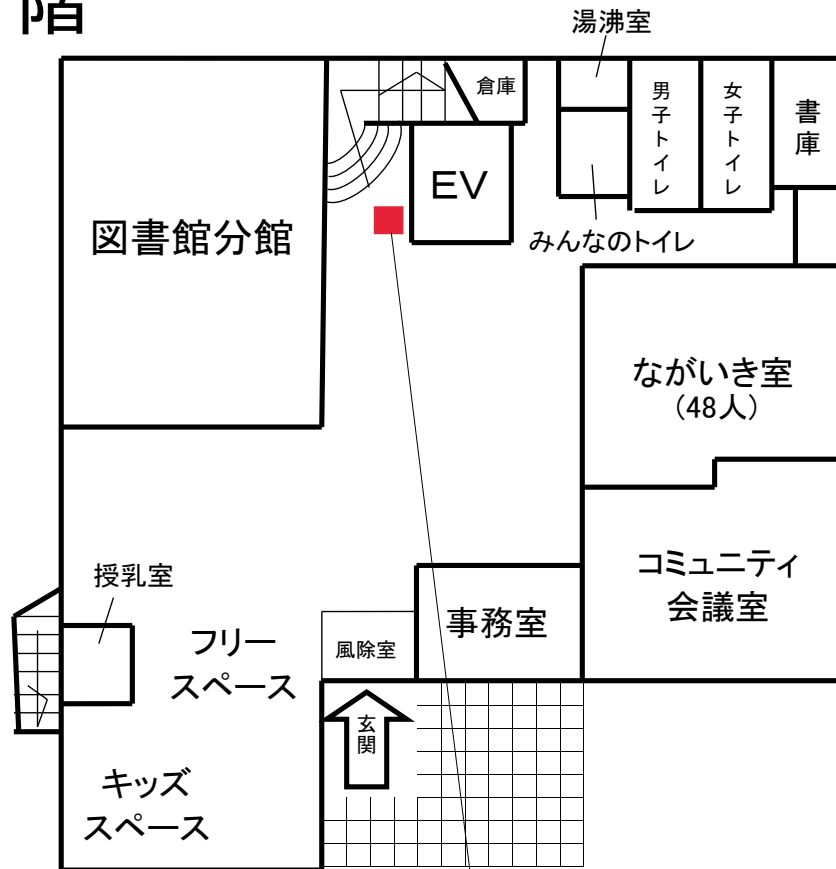 階
湯沸室
倉庫
男子トイレ
女子トイレ
書庫
EV
図書館分館
みんなのトイレ
ながいき室
(48人)
授乳室
コミュニティ
会議室
フリー
スペース
風除室
事務室
玄関
キッズ
スペース